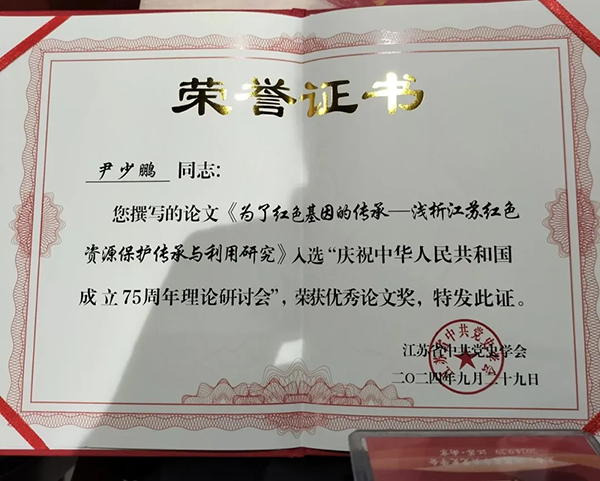 荣誉证书
尹少鹏 同志：
您撰写的论文《为了红色基因的传承—浅析江苏红色
资源保护传承与利用研究》入选“庆祝中华人民共和国
成立75周年理论研讨会”，荣获优秀论文奖，特发此证。
江苏省中共党史学会
二〇二四年九月二十九日